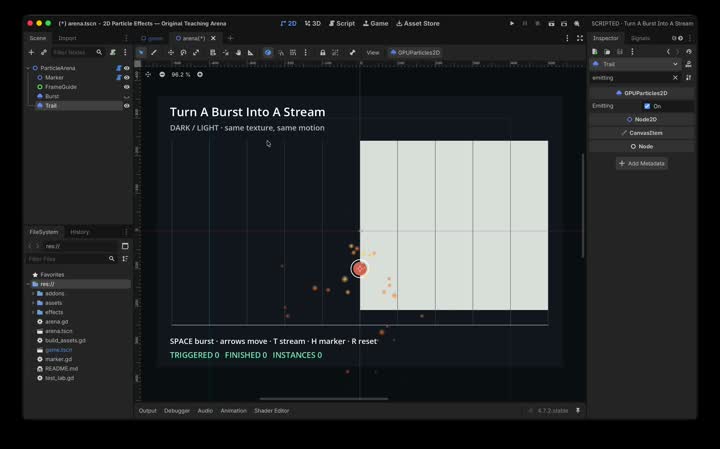 (*) arena.tscn - 2D Particle Effects — Original Teaching Arena
2D 3D Script Game Asset Store
SCRIPTED · Turn A Burst Into A Stream
Scene Import
Filter Nodes
ParticleArena
Marker
FrameGuide
Burst
Trail
game arena(*)
View GPUParticles2D
96.2 %
Turn A Burst Into A Stream
DARK / LIGHT · same texture, same motion
SPACE burst · arrows move · T stream · H marker · R reset
TRIGGERED 0 FINISHED 0 INSTANCES 0
FileSystem History
res://
Filter Files
Favorites
res://
addons
assets
effects
arena.gd
arena.tscn
build_assets.gd
game.tscn
marker.gd
README.md
test_lab.gd
Output Debugger Audio Animation Shader Editor
4.7.2.stable
Inspector Signals
Trail
emitting
GPUParticles2D
Emitting On
Node2D
CanvasItem
Node
Add Metadata